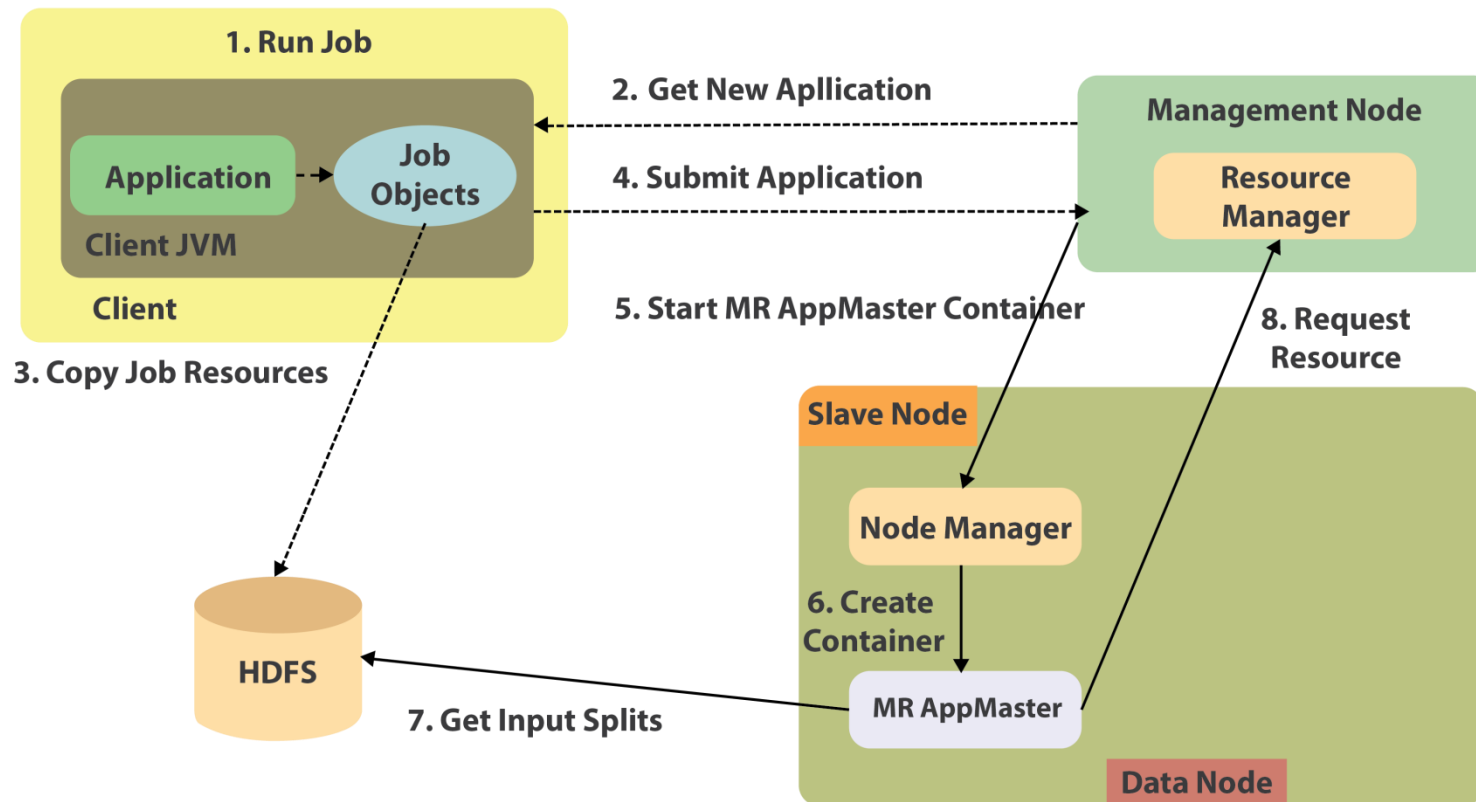 1. Run Job
2. Get New Apllication
Management Node
Application
Job
Objects
4. Submit Application
Resource
Manager
Client JVM
Client
5. Start MR AppMaster Container
8. Request
Resource
3. Copy Job Resources
Slave Node
Node Manager
6. Create
Container
HDFS
MR AppMaster
7. Get Input Splits
Data Node